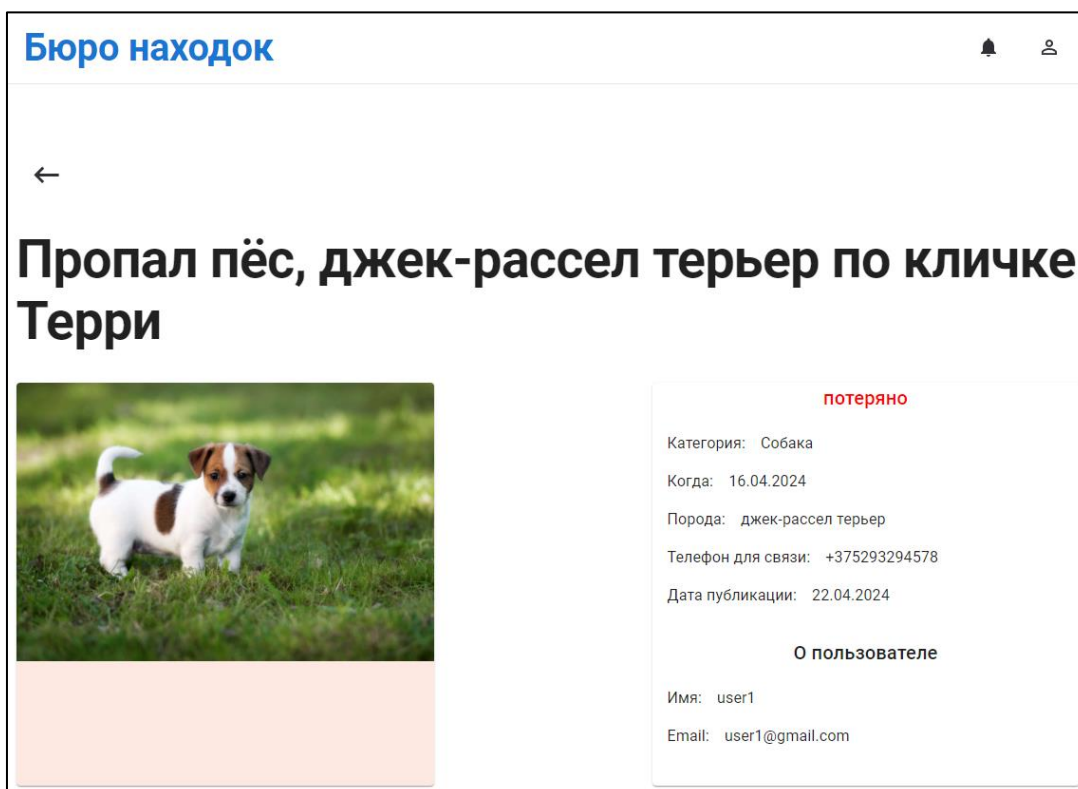 Бюро находок
Пропал пёс, джек-рассел терьер по кличке
Терри
потеряно
Категория: Собака
Когда: 16.04.2024
Порода: джек-рассел терьер
Телефон для связи: +375293294578
Дата публикации: 22.04.2024
О пользователе
Имя: user1
Email: user1@gmail.com